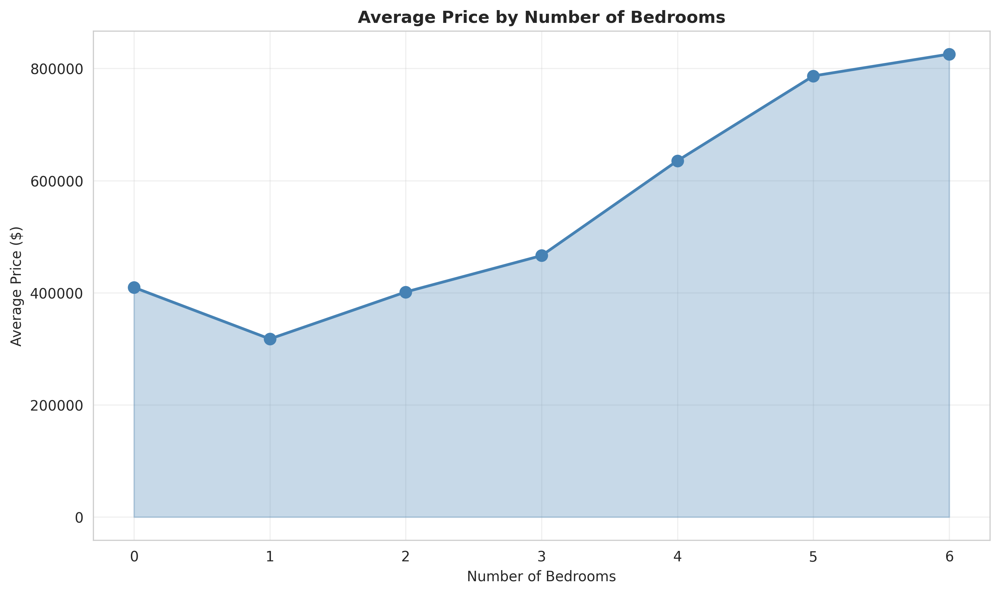 Average Price by Number of Bedrooms
Average Price ($)
800000
600000
400000
200000
0
0 1 2 3 4 5 6
Number of Bedrooms